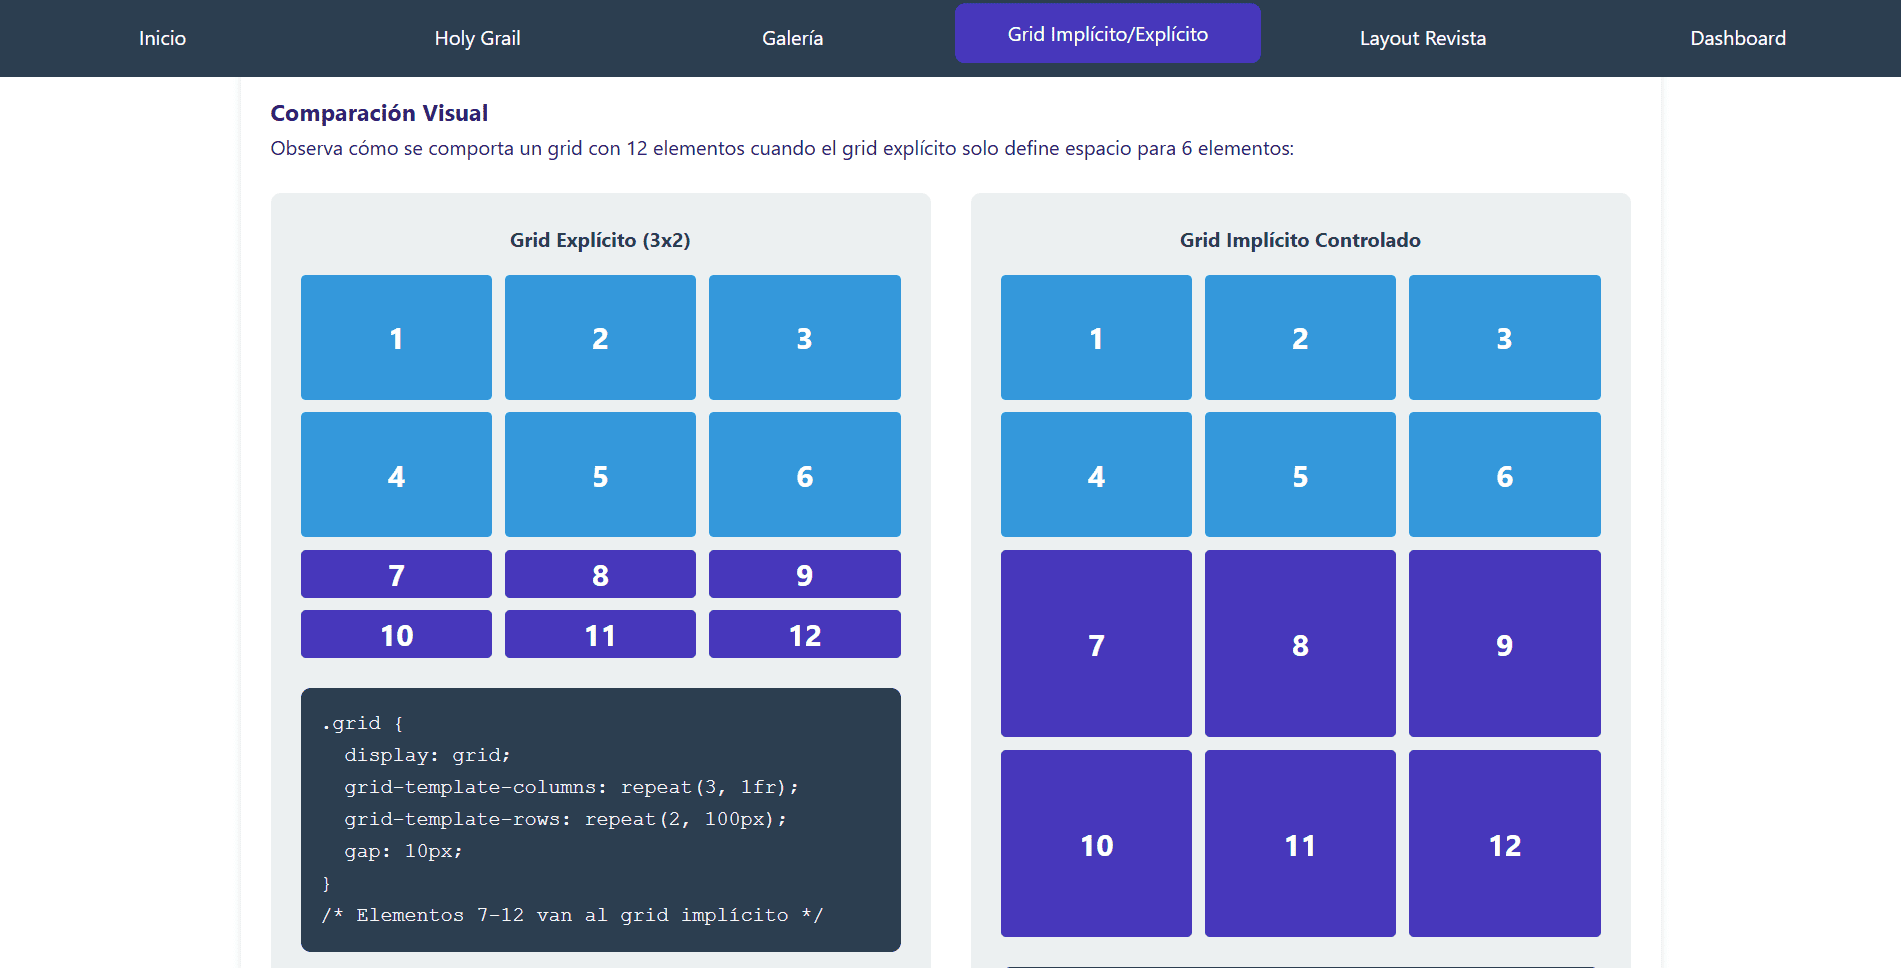 Inicio
Holy Grail
Galería
Grid Implícito/Explícito
Layout Revista
Dashboard
Comparación Visual
Observa cómo se comporta un grid con 12 elementos cuando el grid explícito solo define espacio para 6 elementos:
Grid Explícito (3x2)
1 2 3
4 5 6
7 8 9
10 11 12
.grid {
  display: grid;
  grid-template-columns: repeat(3, 1fr);
  grid-template-rows: repeat(2, 100px);
  gap: 10px;
}
/* Elementos 7-12 van al grid implícito */
Grid Implícito Controlado
1 2 3
4 5 6
7 8 9
10 11 12